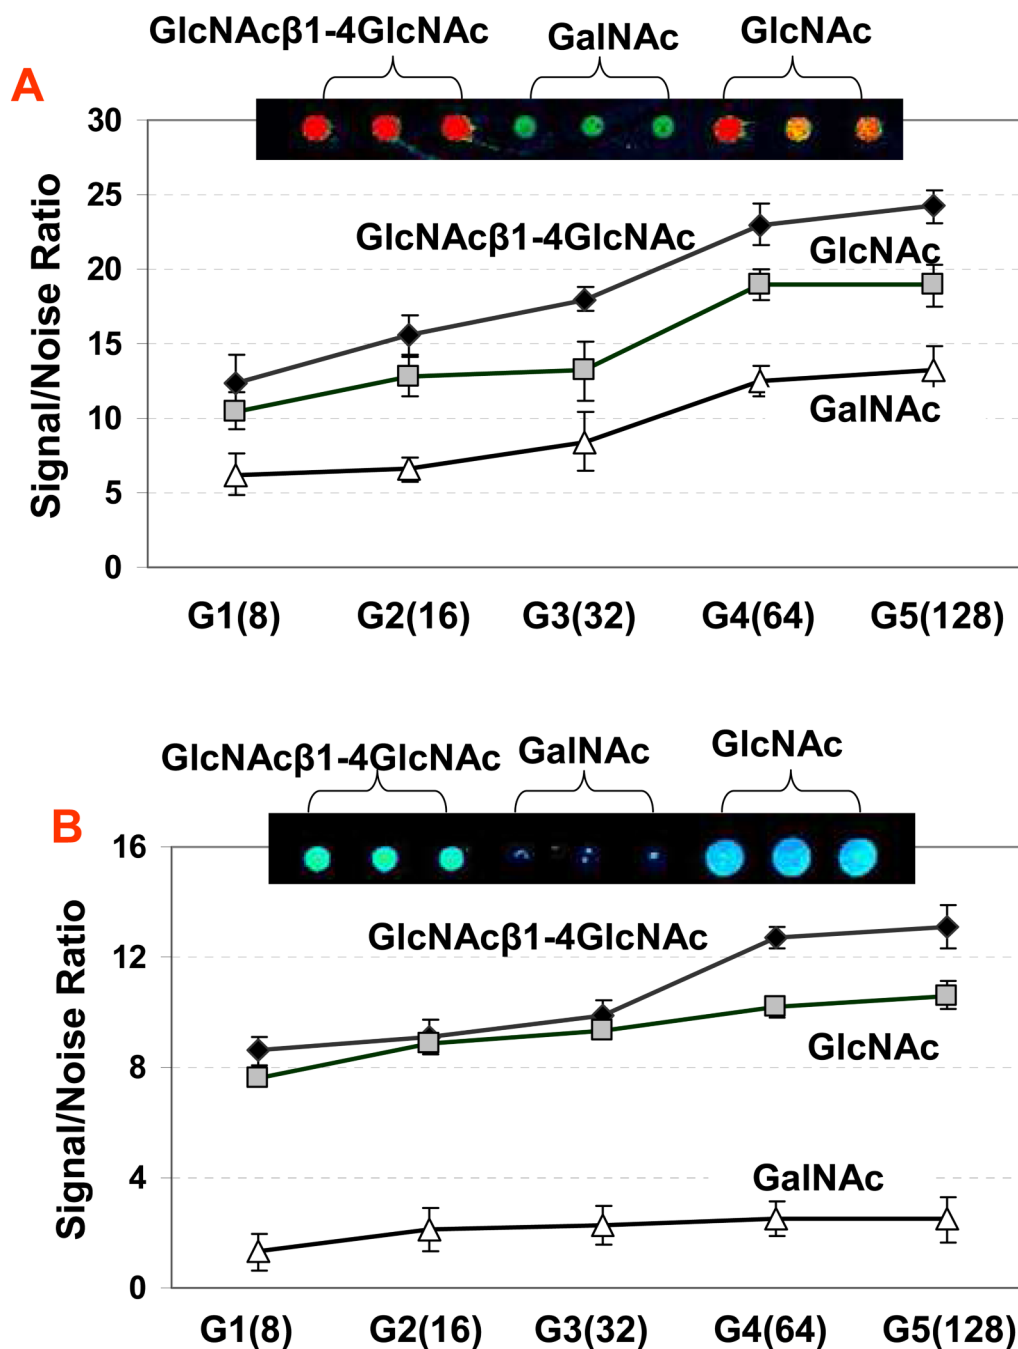 GlcNAcβ1-4GlcNAc GalNAc GlcNAc
A
30
25
20
15
10
5
0
Signal/Noise Ratio
GlcNAcβ1-4GlcNAc
GlcNAc
GalNAc
G1(8) G2(16) G3(32) G4(64) G5(128)
GlcNAcβ1-4GlcNAc GalNAc GlcNAc
B
16
12
8
4
0
Signal/Noise Ratio
GlcNAcβ1-4GlcNAc
GlcNAc
GalNAc
G1(8) G2(16) G3(32) G4(64) G5(128)